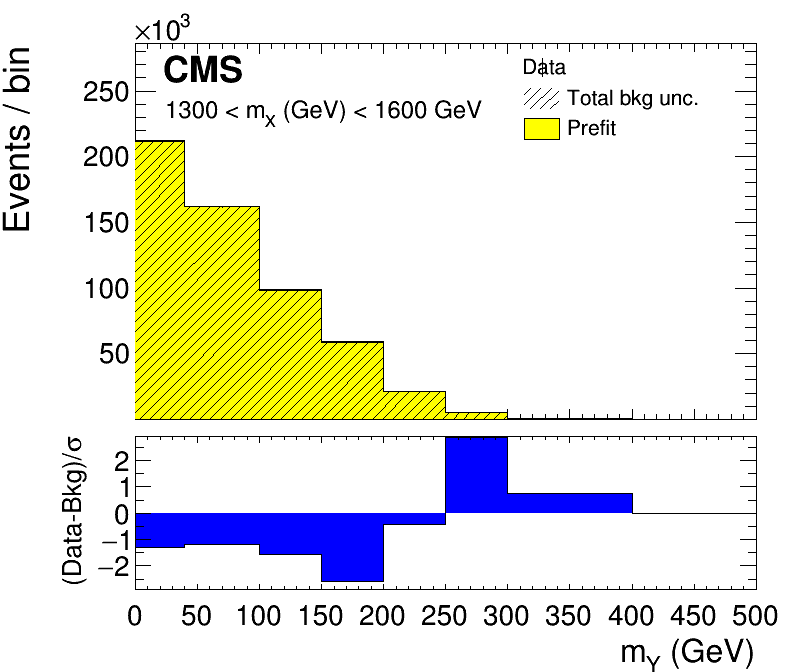 ×10³
Events / bin
CMS
1300 < mX (GeV) < 1600 GeV
Data
Total bkg unc.
Prefit
250
200
150
100
50
(Data-Bkg)/σ
2
1
0
−1
−2
0 50 100 150 200 250 300 350 400 450 500
mY (GeV)